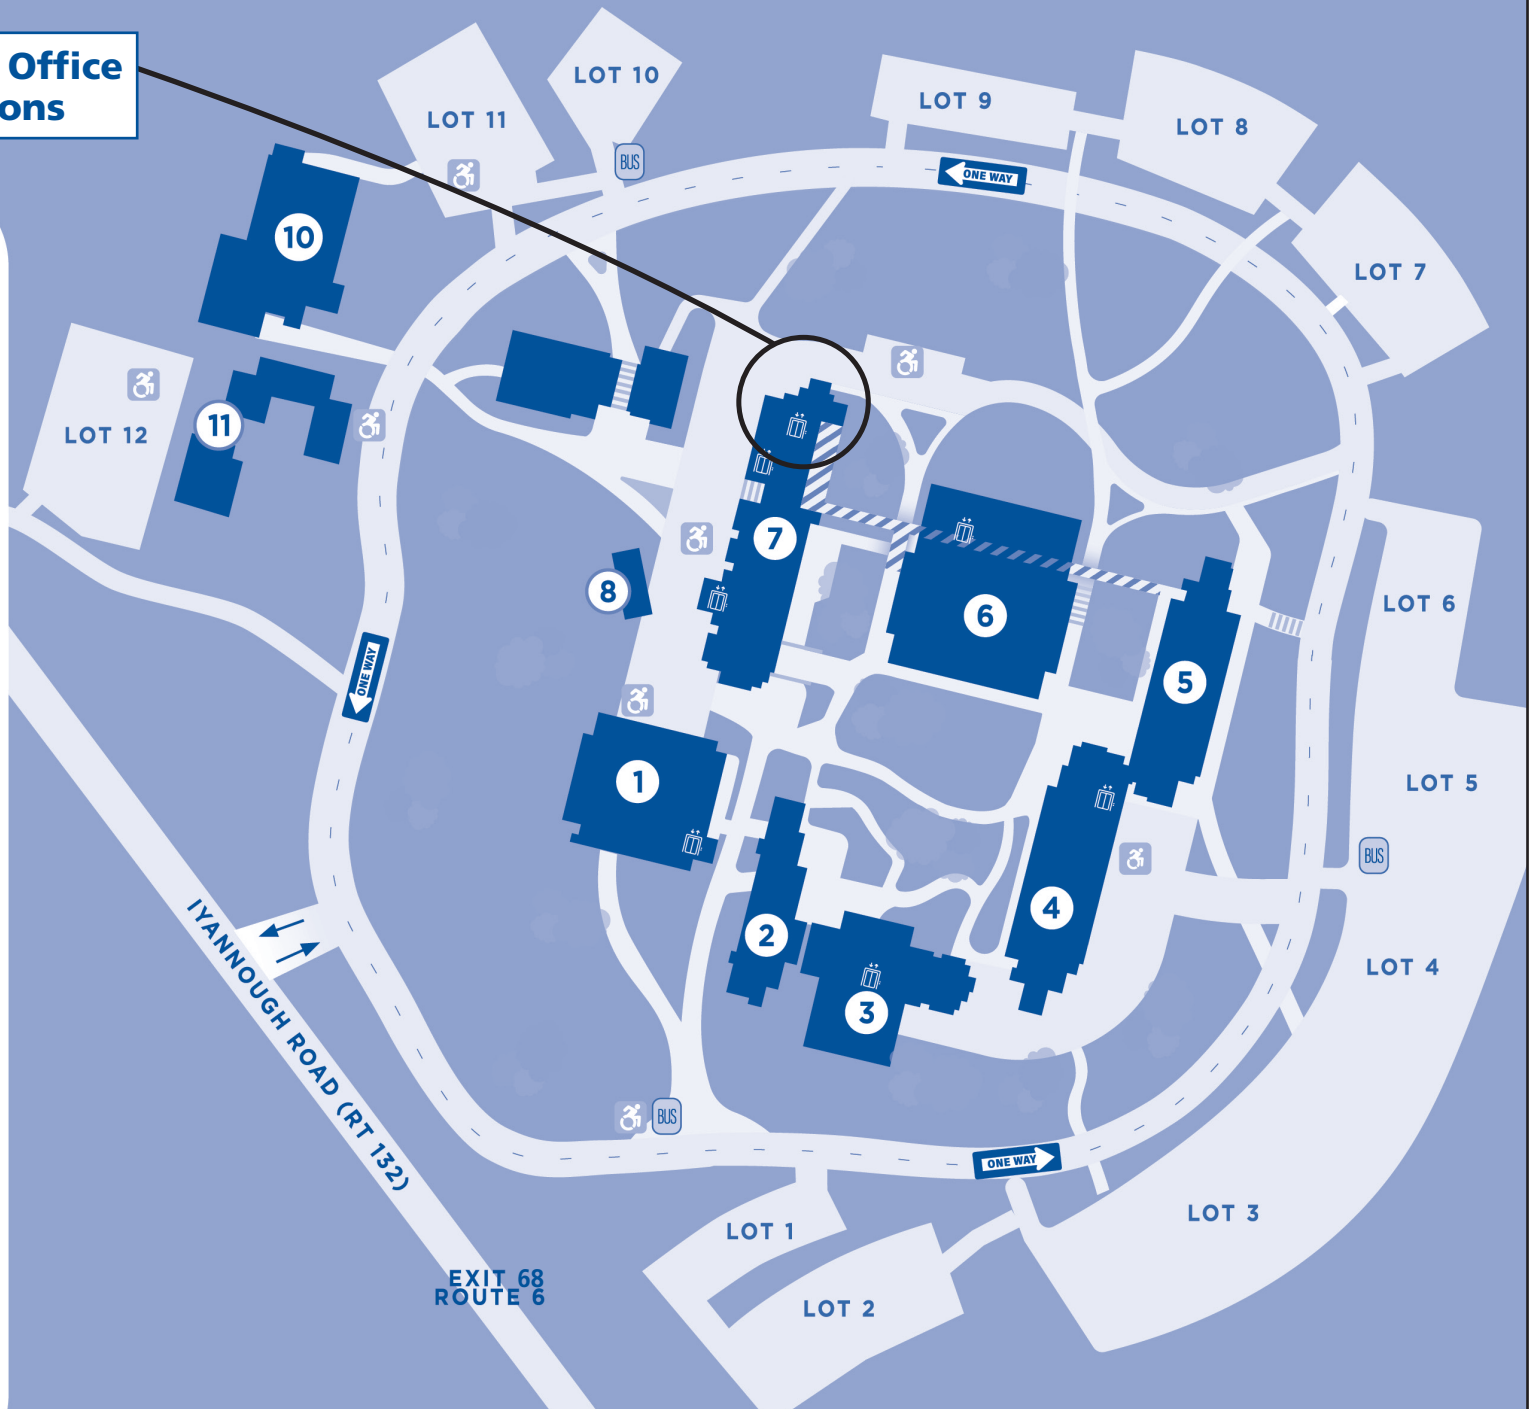 Office
ons
LOT 10
LOT 11
LOT 9
LOT 8
BUS
ONE WAY
10
LOT 7
11
LOT 12
7
8
6
LOT 6
5
ONE WAY
1
LOT 5
BUS
4
2
LOT 4
3
IYANNOUGH ROAD (RT 132)
BUS
ONE WAY
LOT 3
LOT 1
EXIT 68
ROUTE 6
LOT 2